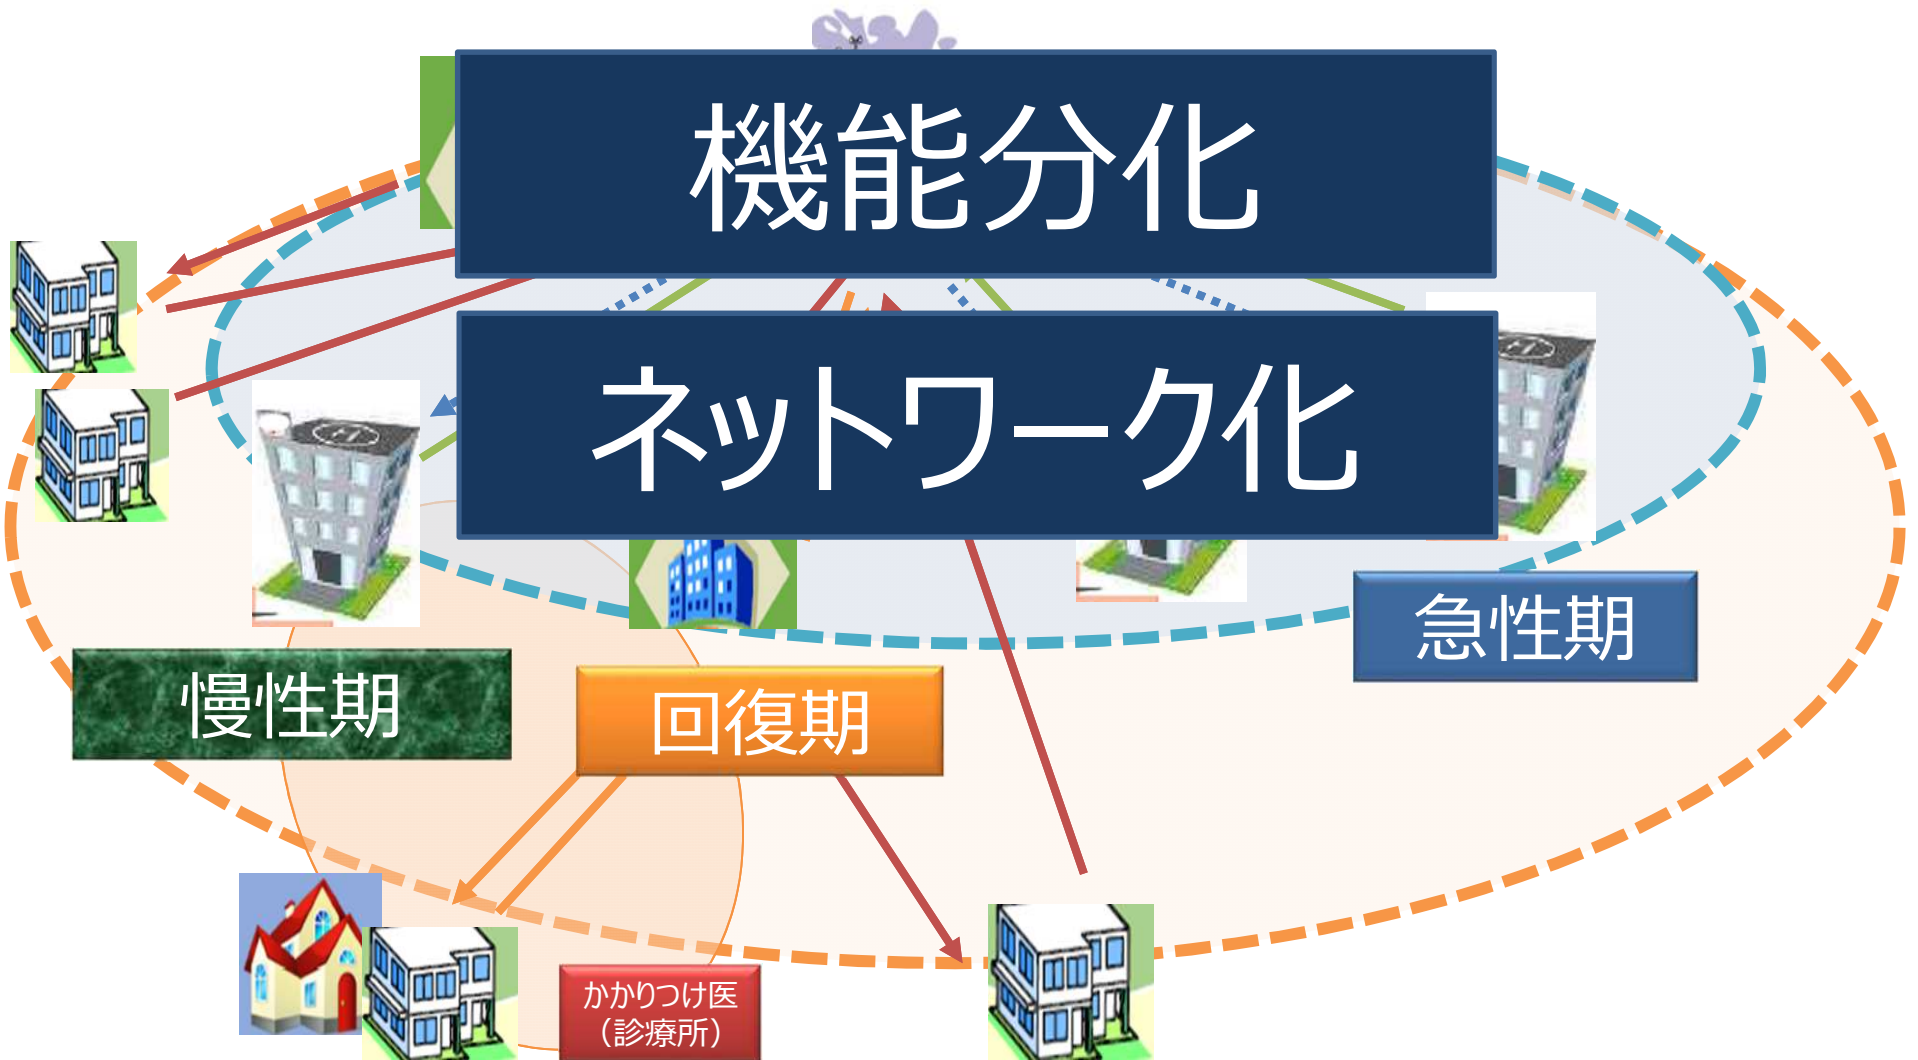 機能分化
ネットワーク化
急性期
慢性期
回復期
かかりつけ医
（診療所）